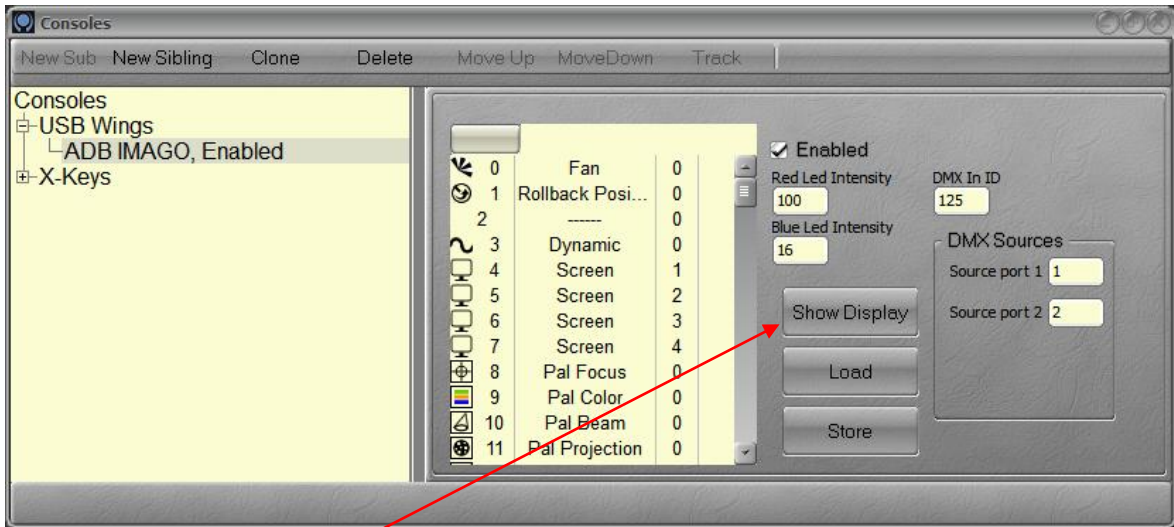 Consoles
New Sub New Sibling Clone Delete Move Up MoveDown Track
Consoles
USB Wings
ADB IMAGO, Enabled
X-Keys
0 Fan 0
1 Rollback Posi... 0
2 ------ 0
3 Dynamic 0
4 Screen 1
5 Screen 2
6 Screen 3
7 Screen 4
8 Pal Focus 0
9 Pal Color 0
10 Pal Beam 0
11 Pal Projection 0
Enabled
Red Led Intensity
100
Blue Led Intensity
16
DMX In ID
125
DMX Sources
Source port 1 1
Source port 2 2
Show Display
Load
Store